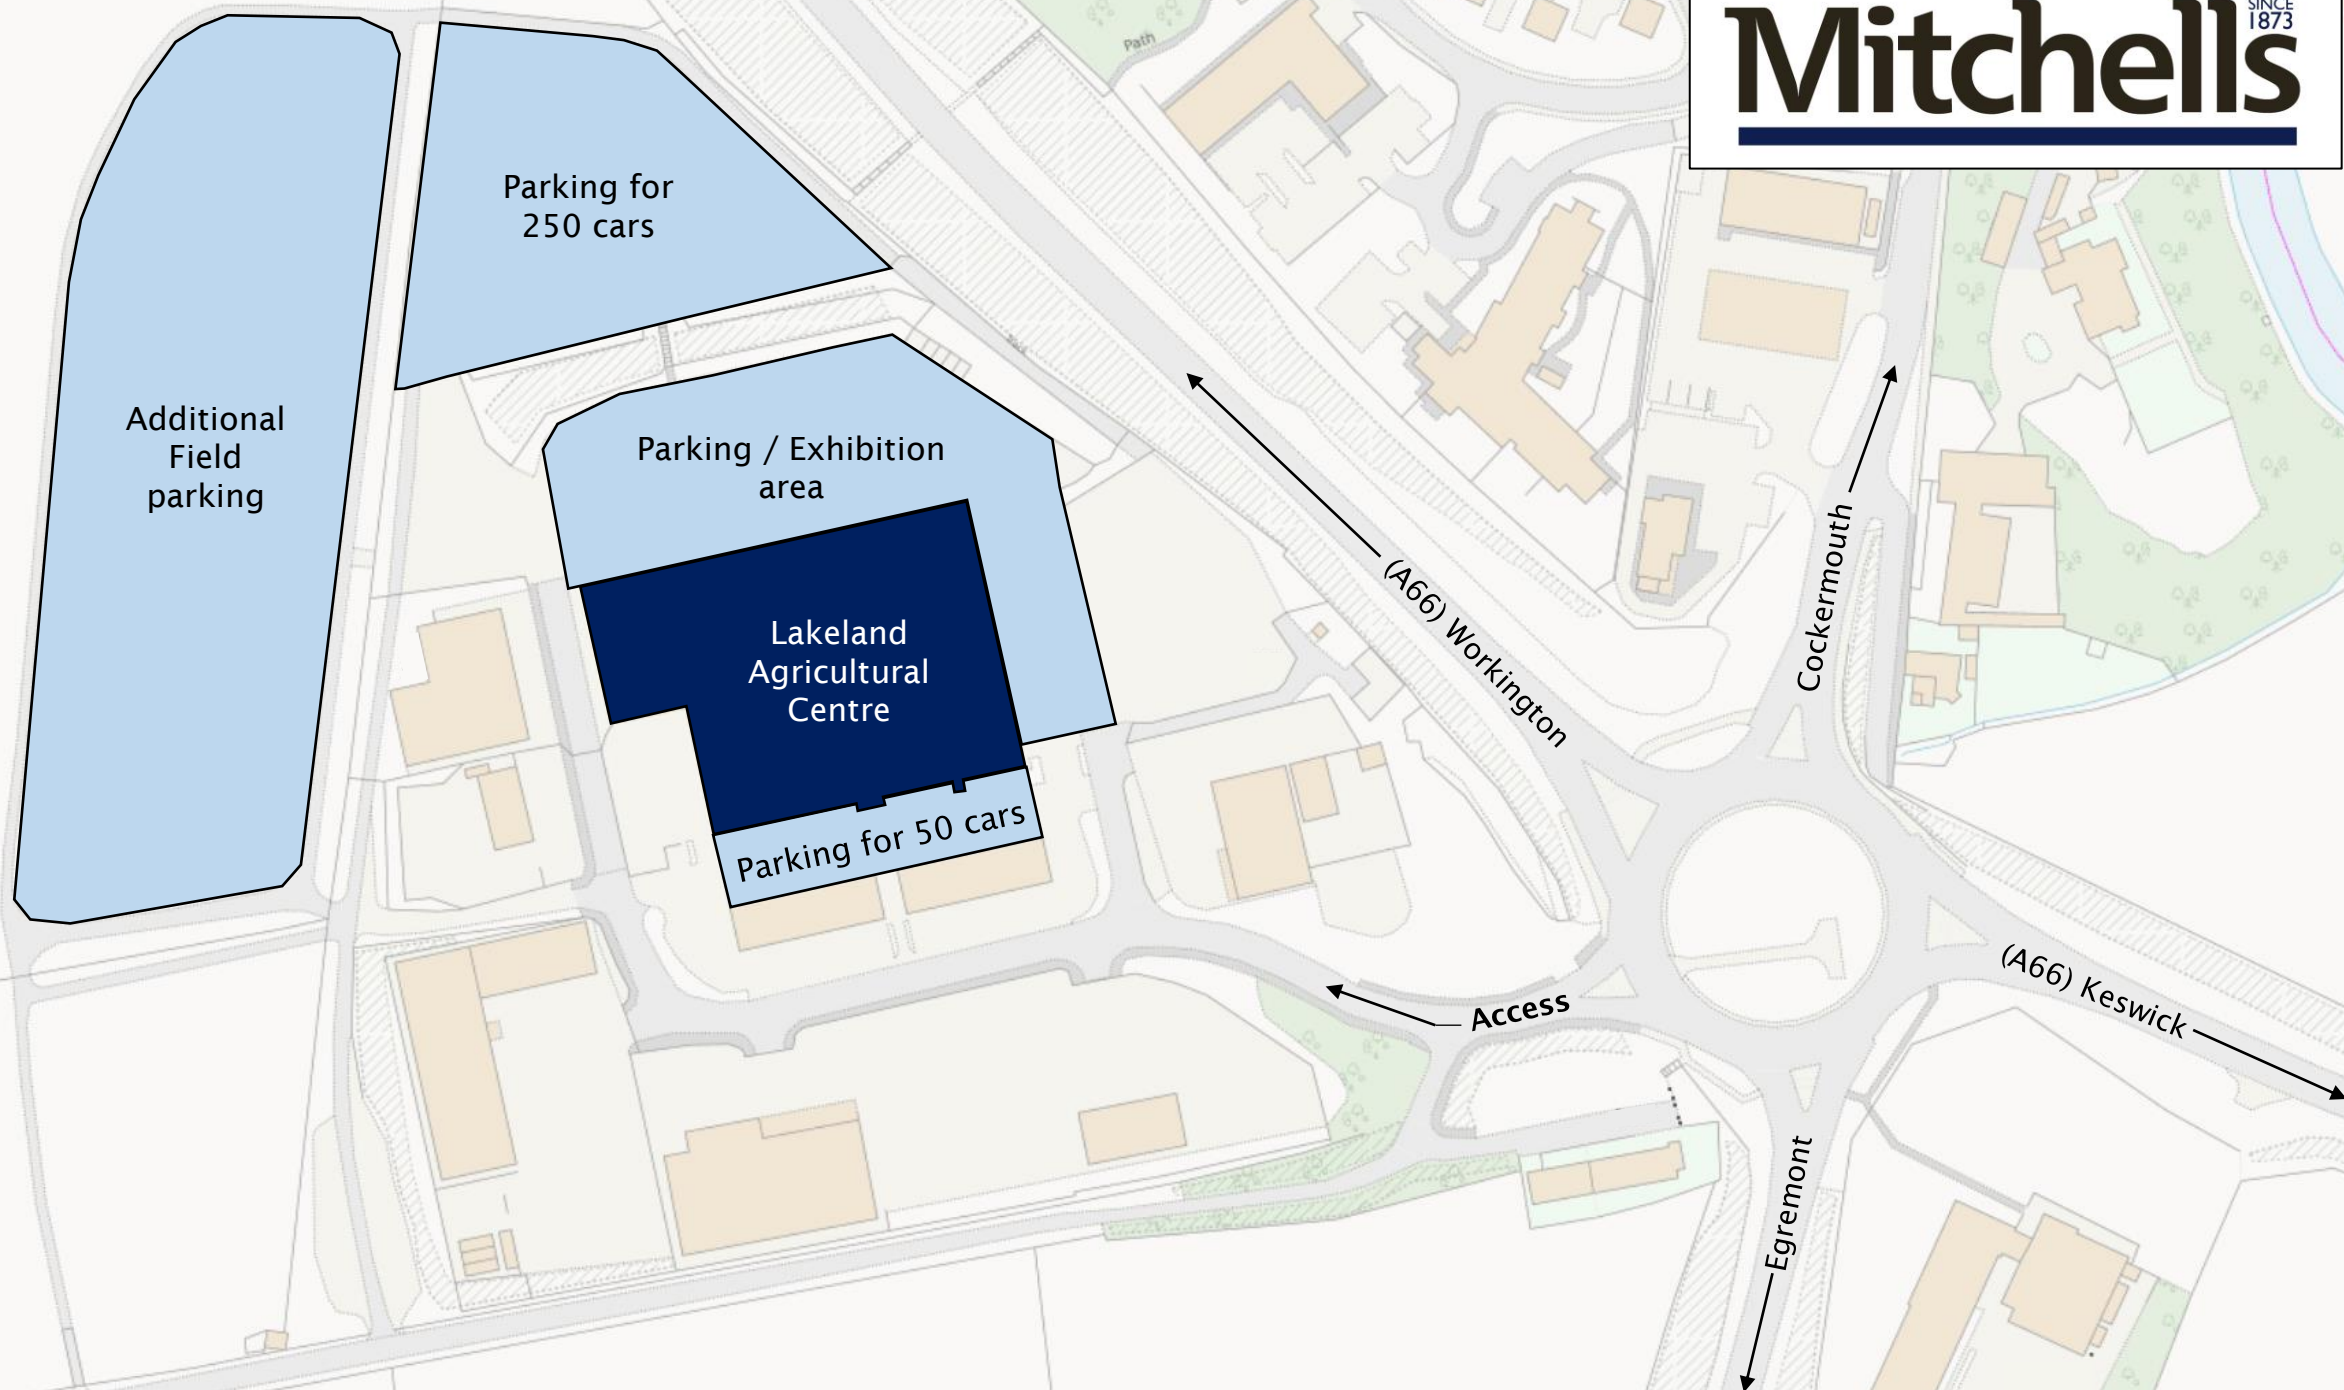 SINCE
1873
Mitchells
Path
Parking for
250 cars
Additional
Field
parking
Parking / Exhibition
area
Lakeland
Agricultural
Centre
Parking for 50 cars
(A66) Workington
Cockermouth
(A66) Keswick
Access
Egremont